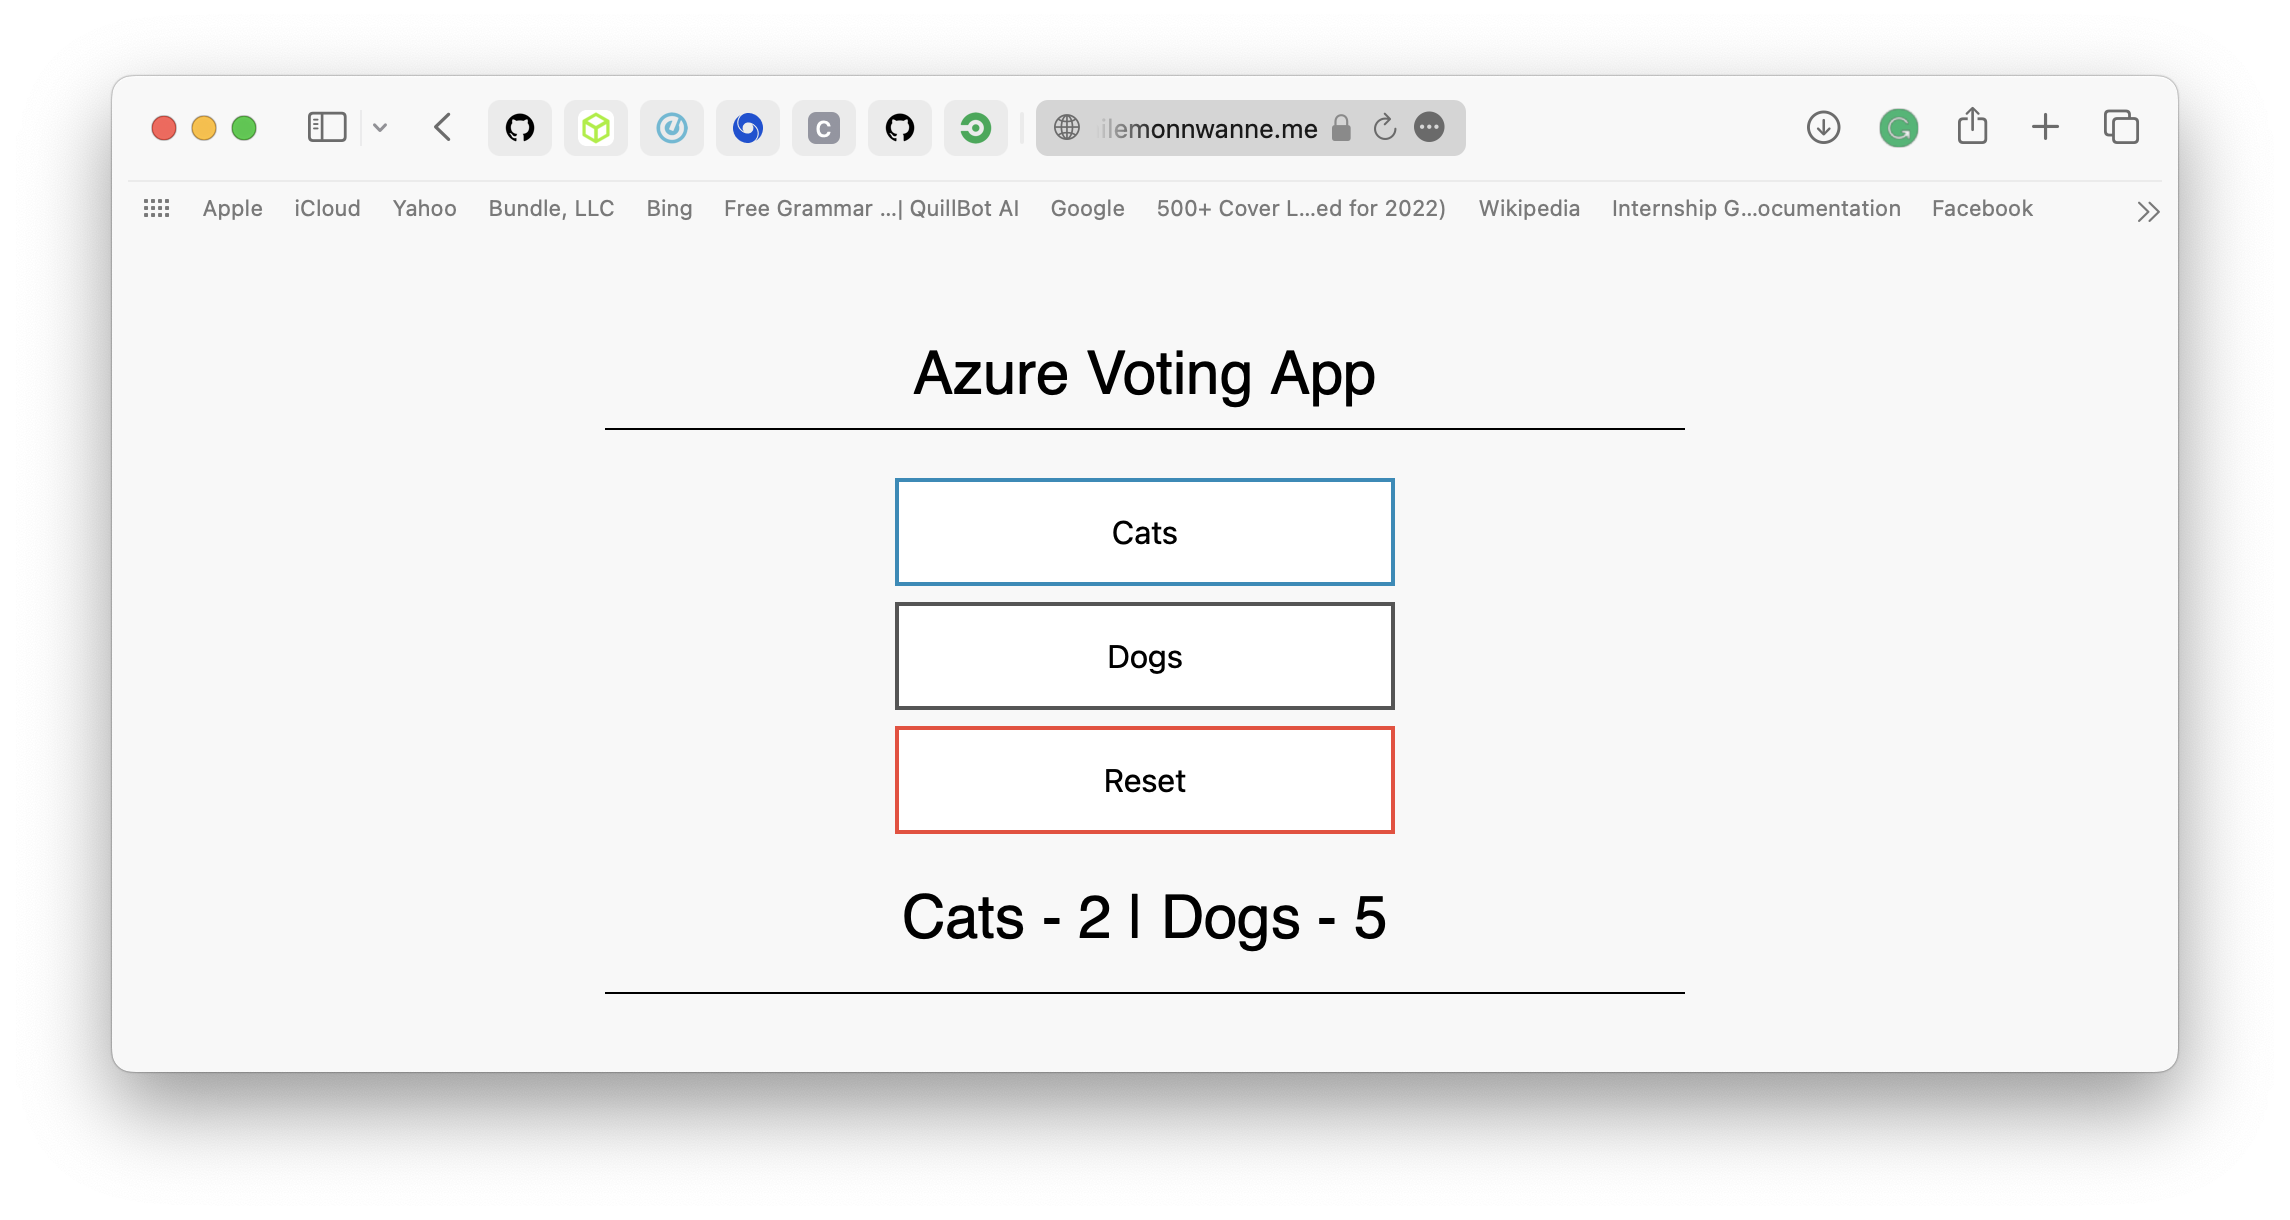 C
ilemonnwanne.me
Apple iCloud Yahoo Bundle, LLC Bing Free Grammar ...| QuillBot AI Google 500+ Cover L...ed for 2022) Wikipedia Internship G...ocumentation Facebook
Azure Voting App
Cats
Dogs
Reset
Cats - 2 | Dogs - 5